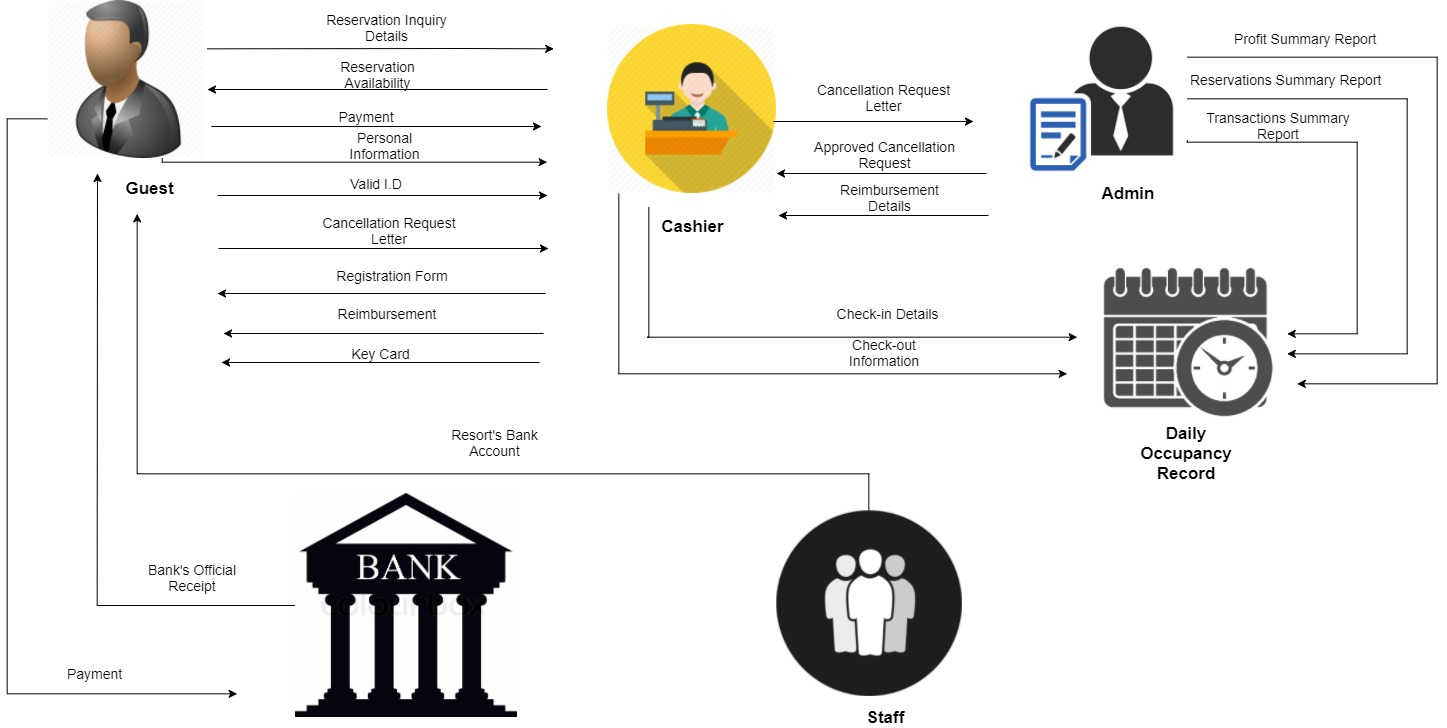 Reservation Inquiry
Details
Reservation
Availability
Payment
Personal
Information
Valid I.D
Cancellation Request
Letter
Registration Form
Reimbursement
Key Card
Guest
Cashier
Cancellation Request
Letter
Approved Cancellation
Request
Reimbursement
Details
Admin
Profit Summary Report
Reservations Summary Report
Transactions Summary
Report
Check-in Details
Check-out
Information
Daily
Occupancy
Record
Resort's Bank
Account
BANK
colourbox
Bank's Official
Receipt
Payment
Staff